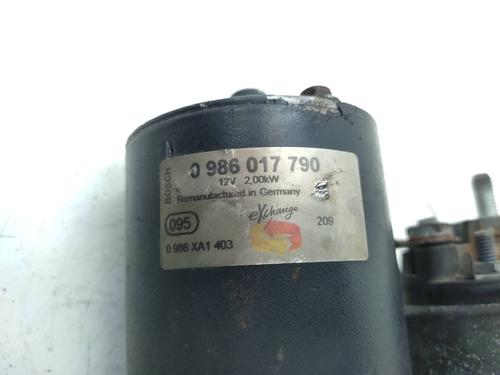 BOSCH
0 986 017 790
12V 2,00kW
Remanufactured in Germany
095
eXchange
209
0 986 XA1 403